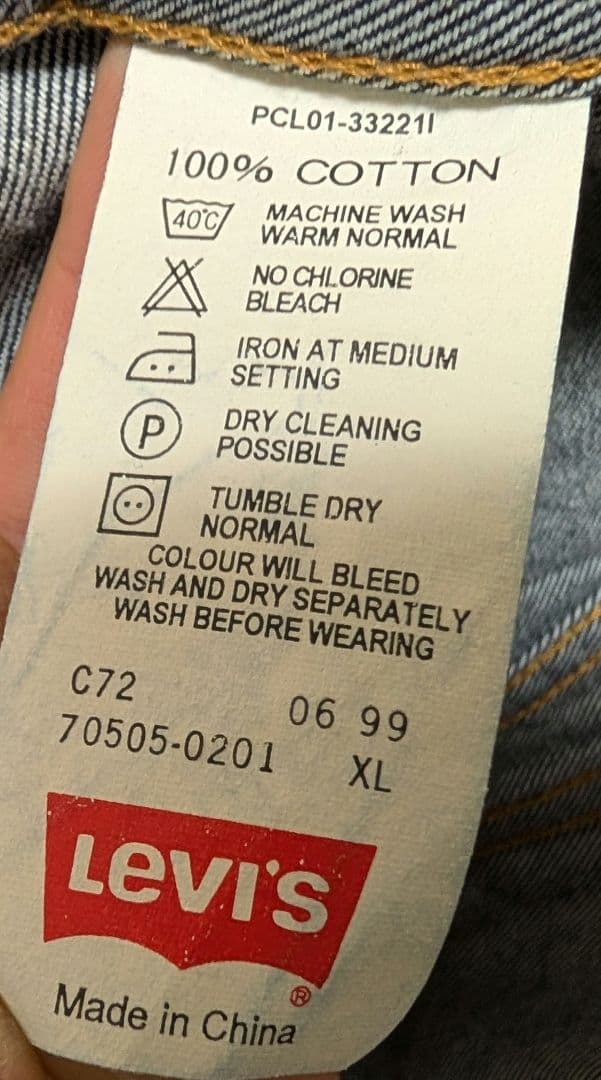 PCL01-33221I
100% COTTON
40°C MACHINE WASH
WARM NORMAL
NO CHLORINE
BLEACH
IRON AT MEDIUM
SETTING
P DRY CLEANING
POSSIBLE
TUMBLE DRY
NORMAL
COLOUR WILL BLEED
WASH AND DRY SEPARATELY
WASH BEFORE WEARING
C72 06 99
70505-0201 XL
LEVI'S
®
Made in China